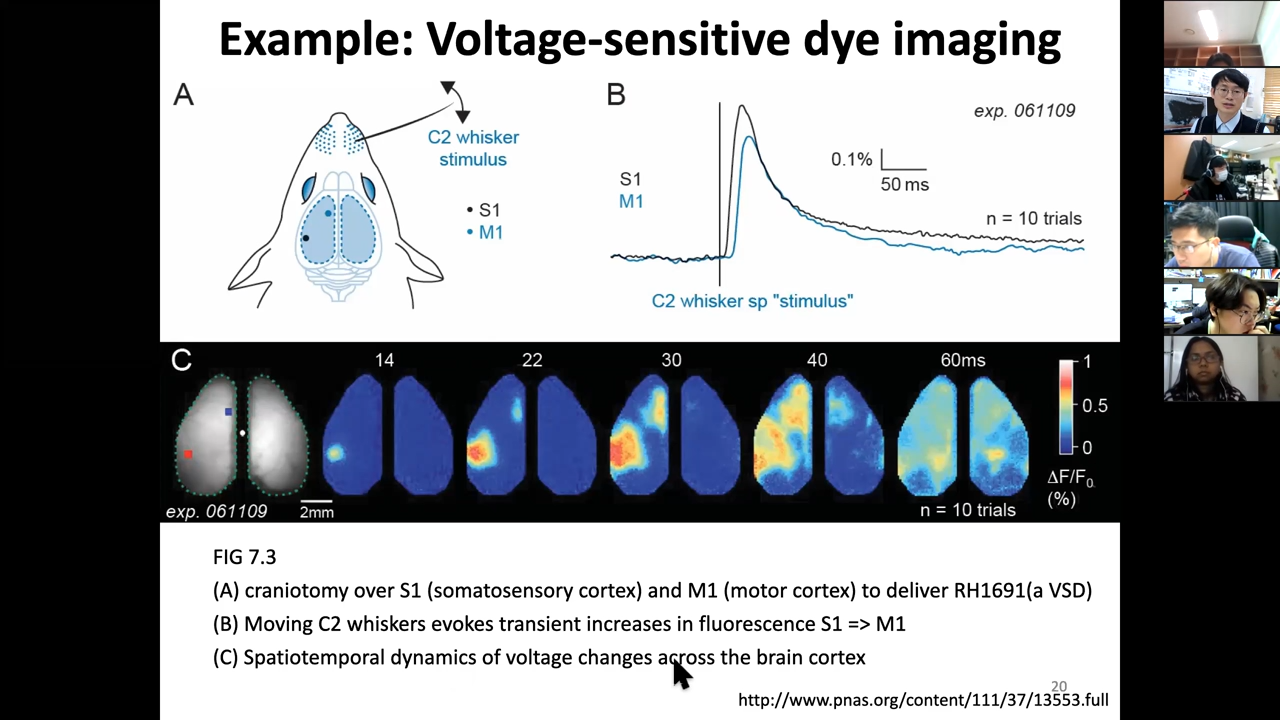 Example: Voltage-sensitive dye imaging
A
C2 whisker
stimulus
• S1
• M1
B
exp. 061109
S1
M1
0.1%
50 ms
n = 10 trials
C2 whisker sp "stimulus"
C
14
22
30
40
60ms
1
0.5
0
ΔF/F0
(%)
exp. 061109
2mm
n = 10 trials
FIG 7.3
(A) craniotomy over S1 (somatosensory cortex) and M1 (motor cortex) to deliver RH1691(a VSD)
(B) Moving C2 whiskers evokes transient increases in fluorescence S1 => M1
(C) Spatiotemporal dynamics of voltage changes across the brain cortex
20
http://www.pnas.org/content/111/37/13553.full